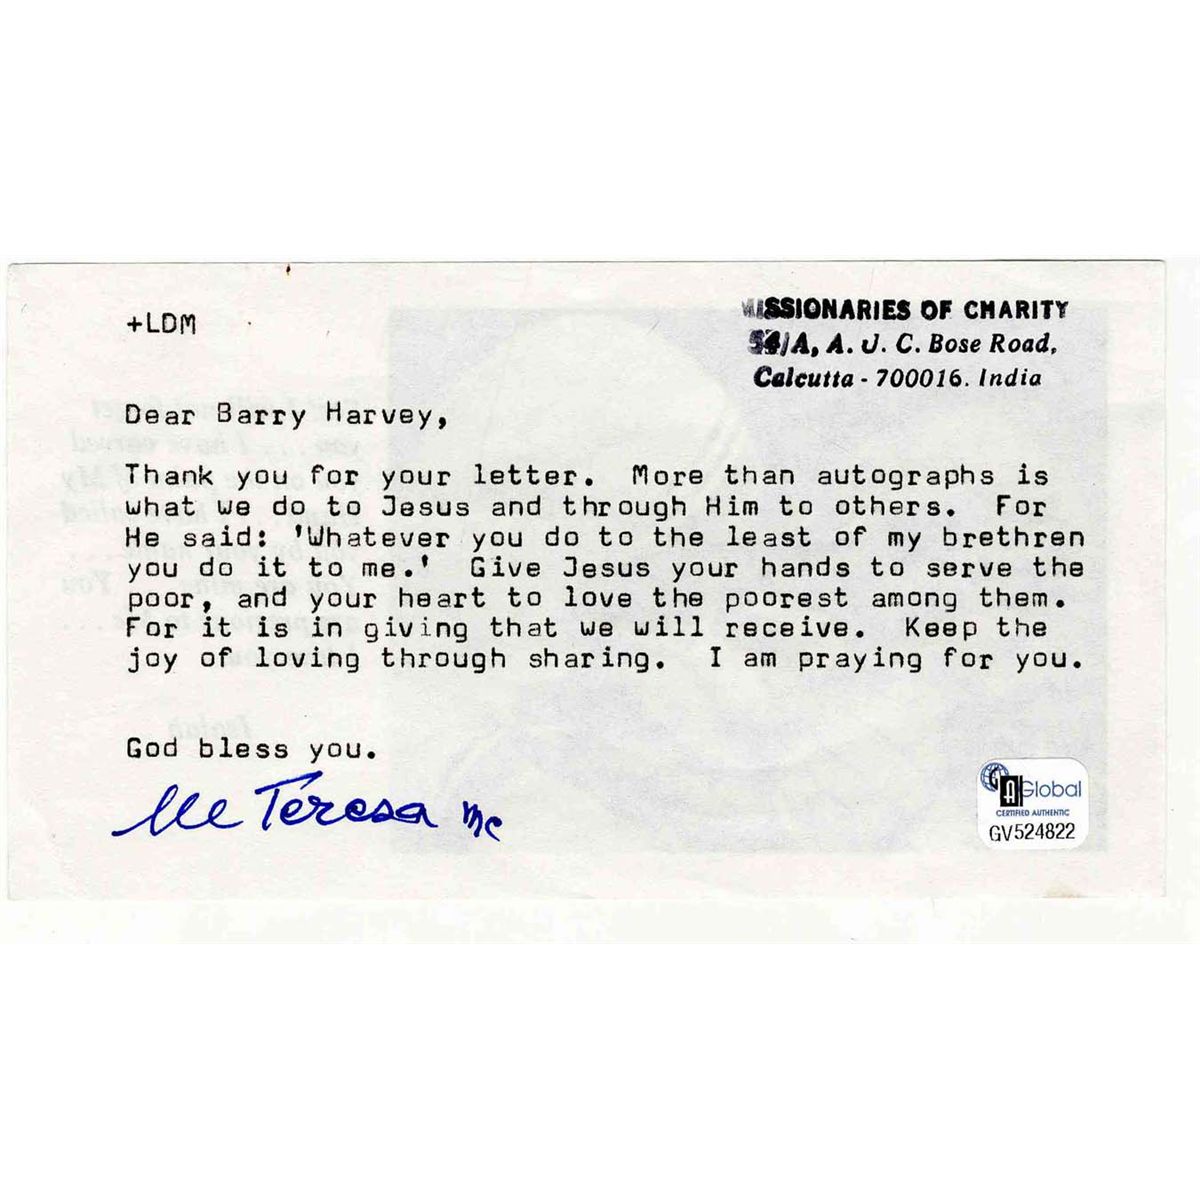 +LDM
MISSIONARIES OF CHARITY
54/A, A. J. C. Bose Road,
Calcutta - 700016. India
Dear Barry Harvey,
Thank you for your letter. More than autographs is
what we do to Jesus and through Him to others. For
He said: 'Whatever you do to the least of my brethren
you do it to me.' Give Jesus your hands to serve the
poor, and your heart to love the poorest among them.
For it is in giving that we will receive. Keep the
joy of loving through sharing. I am praying for you.
God bless you.
Teresa mc
GA Global
CERTIFIED AUTHENTIC
GV524822